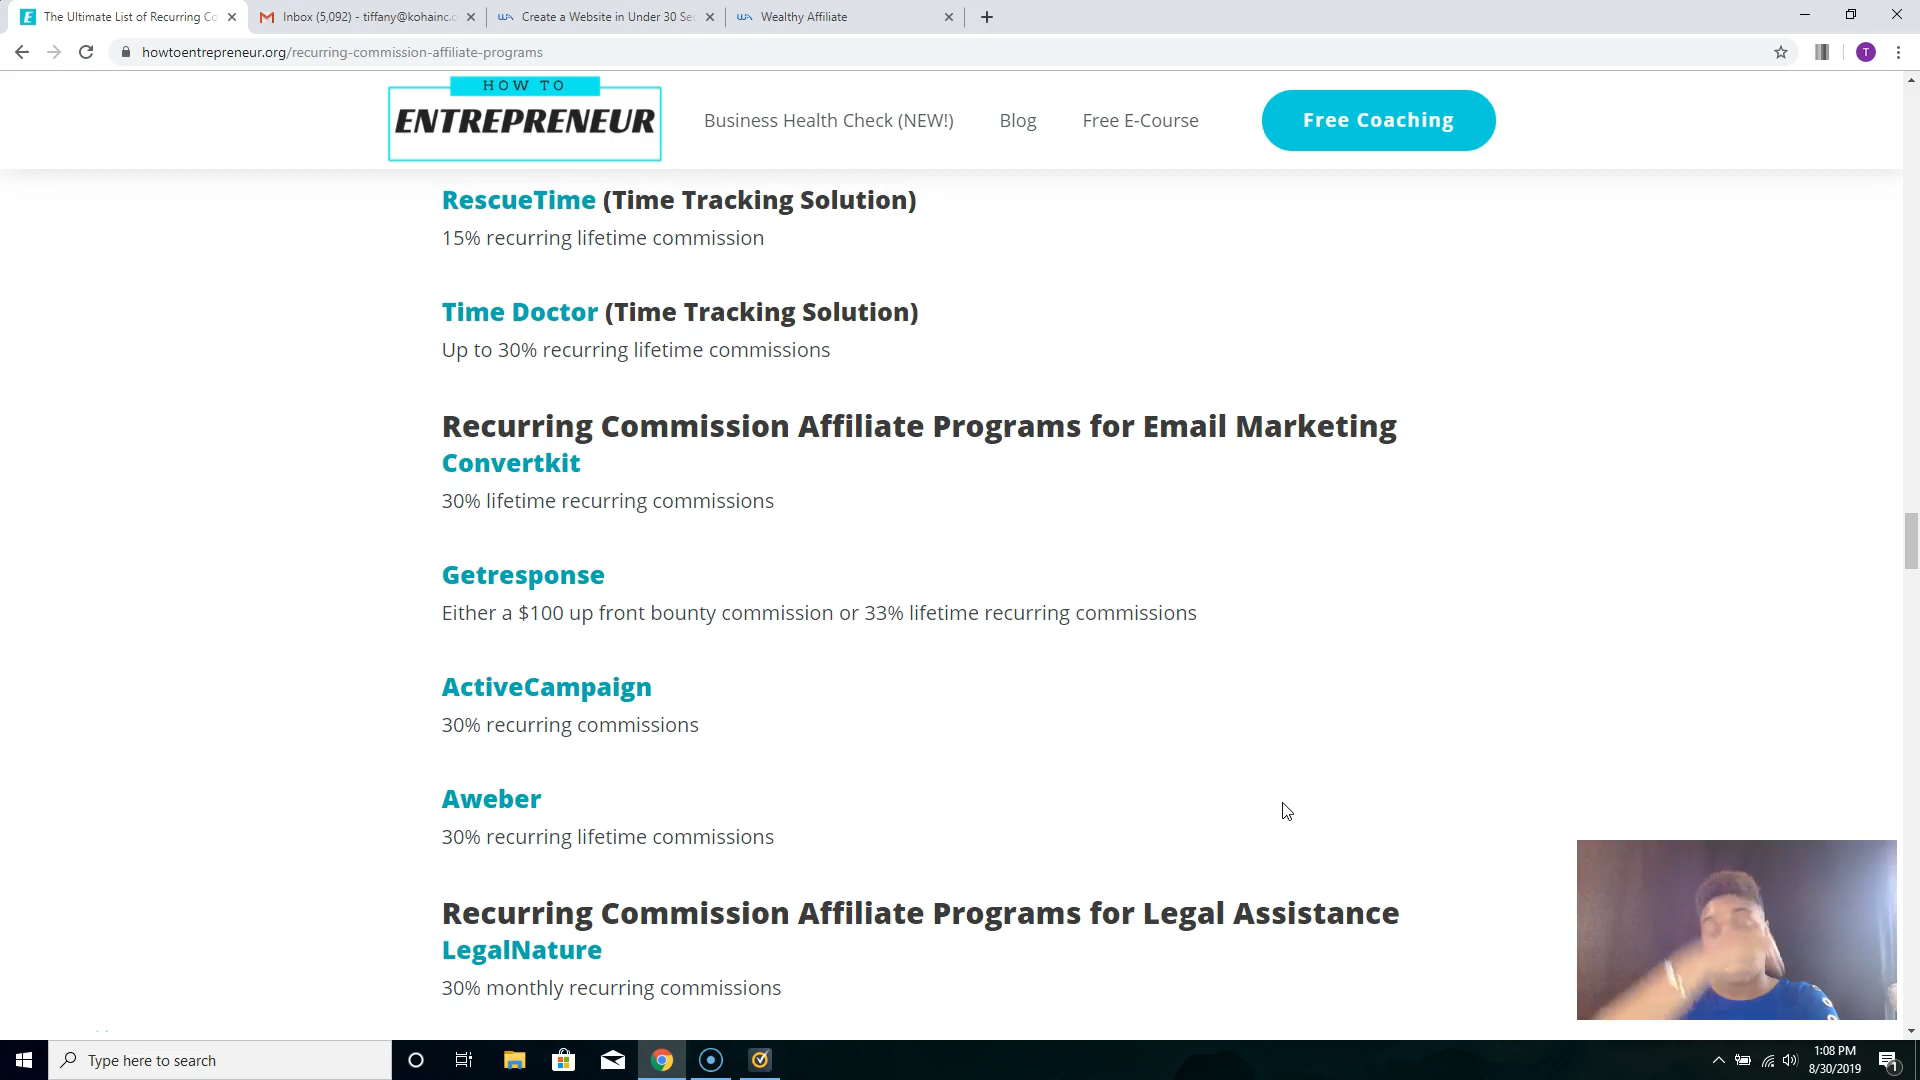 The Ultimate List of Recurring Co
Inbox (5,092) - tiffany@kohainc.c
Create a Website in Under 30 Sec
Wealthy Affiliate
howtoentrepreneur.org/recurring-commission-affiliate-programs
T
HOW TO
ENTREPRENEUR
Business Health Check (NEW!)
Blog
Free E-Course
Free Coaching
RescueTime (Time Tracking Solution)
15% recurring lifetime commission
Time Doctor (Time Tracking Solution)
Up to 30% recurring lifetime commissions
Recurring Commission Affiliate Programs for Email Marketing
Convertkit
30% lifetime recurring commissions
Getresponse
Either a $100 up front bounty commission or 33% lifetime recurring commissions
ActiveCampaign
30% recurring commissions
Aweber
30% recurring lifetime commissions
Recurring Commission Affiliate Programs for Legal Assistance
LegalNature
30% monthly recurring commissions
Type here to search
1:08 PM
8/30/2019
1